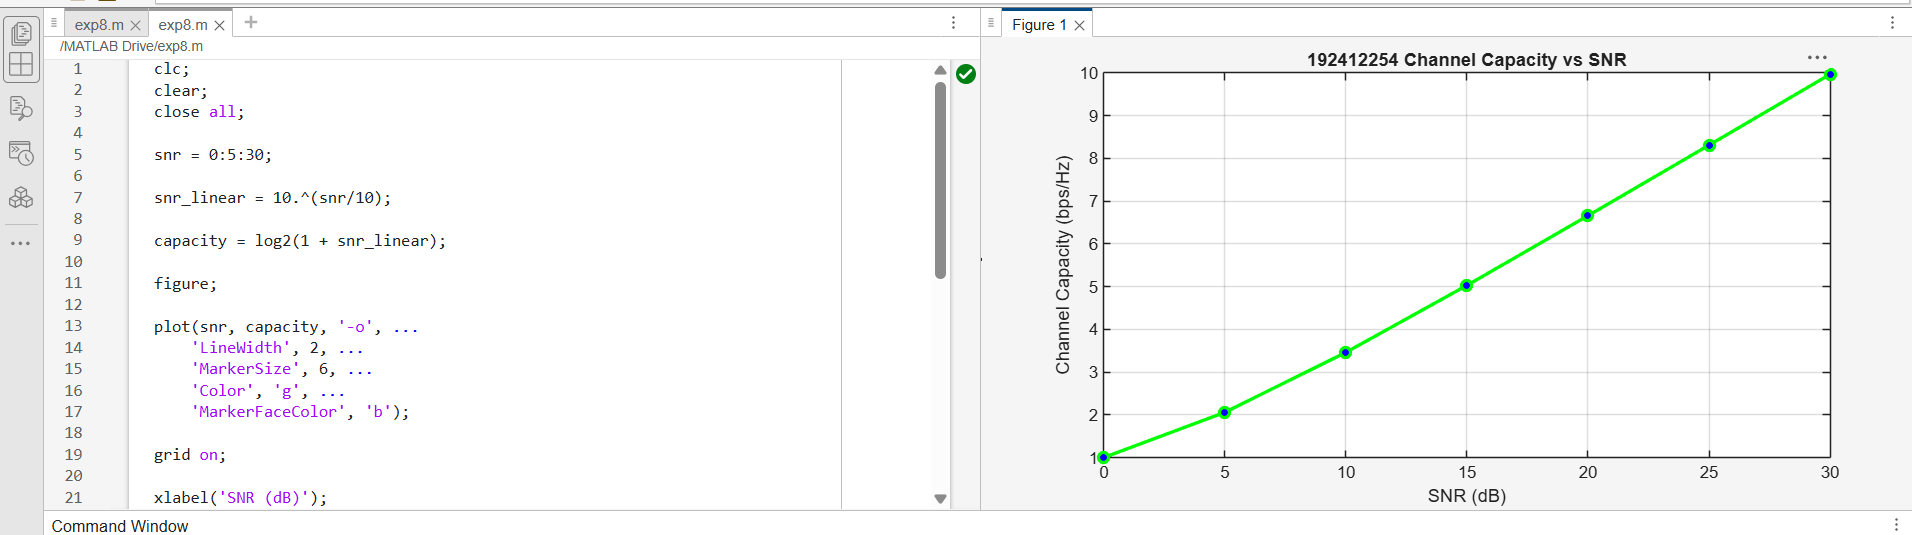 exp8.m
exp8.m
/MATLAB Drive/exp8.m
1 clc;
2 clear;
3 close all;
4
5 snr = 0:5:30;
6
7 snr_linear = 10.^(snr/10);
8
9 capacity = log2(1 + snr_linear);
10
11 figure;
12
13 plot(snr, capacity, '-o', ...
14 'LineWidth', 2, ...
15 'MarkerSize', 6, ...
16 'Color', 'g', ...
17 'MarkerFaceColor', 'b');
18
19 grid on;
20
21 xlabel('SNR (dB)');
Command Window
Figure 1
192412254 Channel Capacity vs SNR
Channel Capacity (bps/Hz)
10
9
8
7
6
5
4
3
2
1
0 5 10 15 20 25 30
SNR (dB)